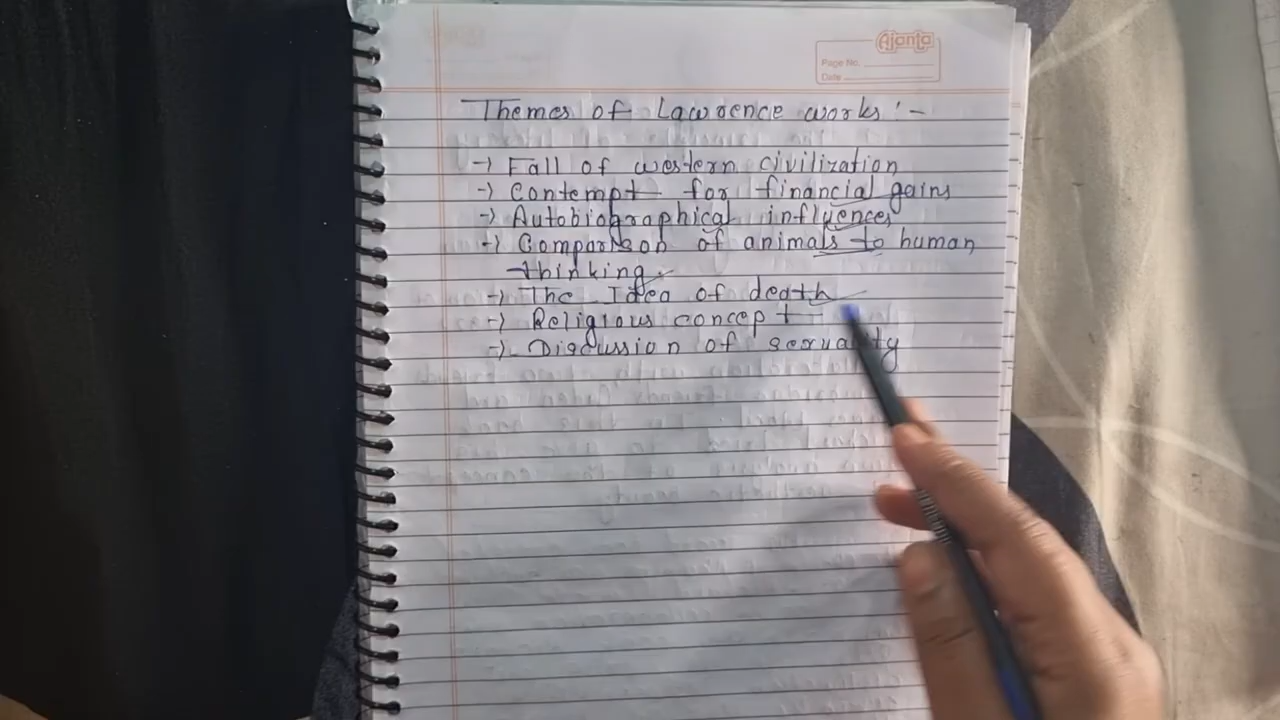 Ajanta
Page No.
Date
Themes of Lawrence works :-
-> Fall of western civilization
-> Contempt for financial gains
-> Autobiographical influences
-> Comparison of animals to human
thinking.
-> The Idea of death
-> Religious concept
-> Discussion of sexuality